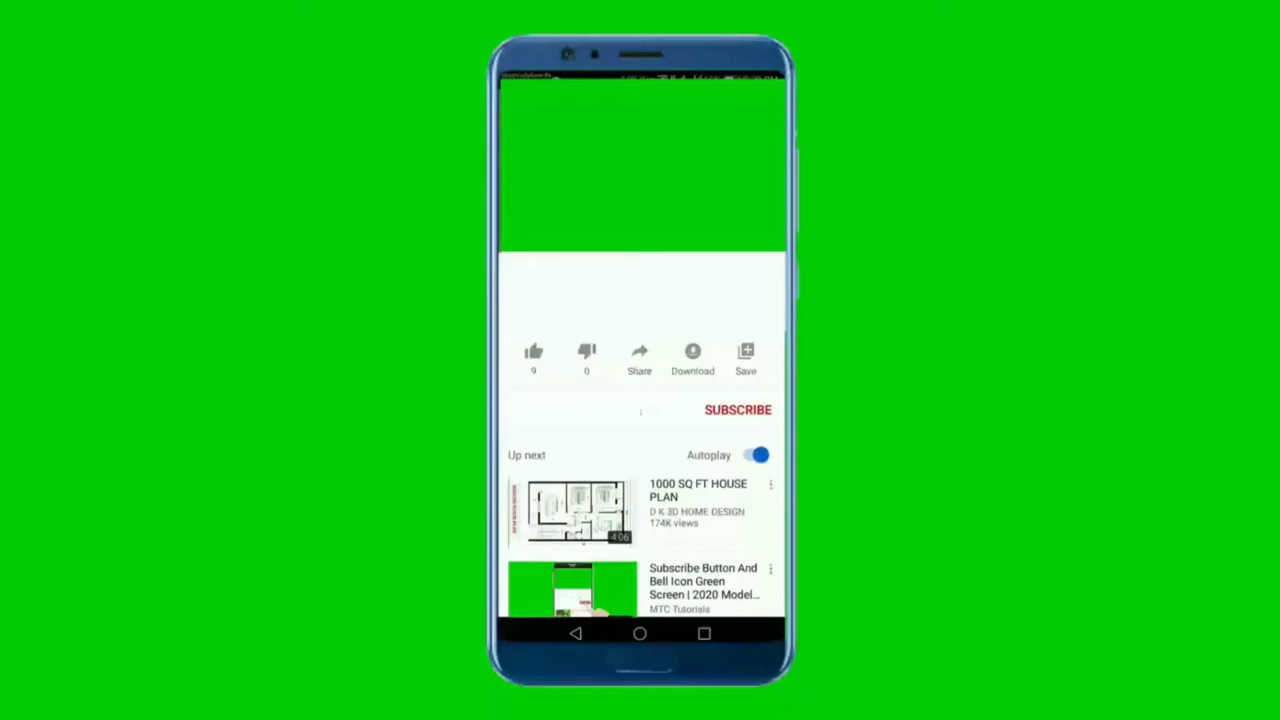 9
0
Share
Download
Save
SUBSCRIBE
Up next
Autoplay
1000 SQ FT HOUSE
PLAN
D K 3D HOME DESIGN
174K views
4:06
Subscribe Button And
Bell Icon Green
Screen | 2020 Model...
MTC Tutorials